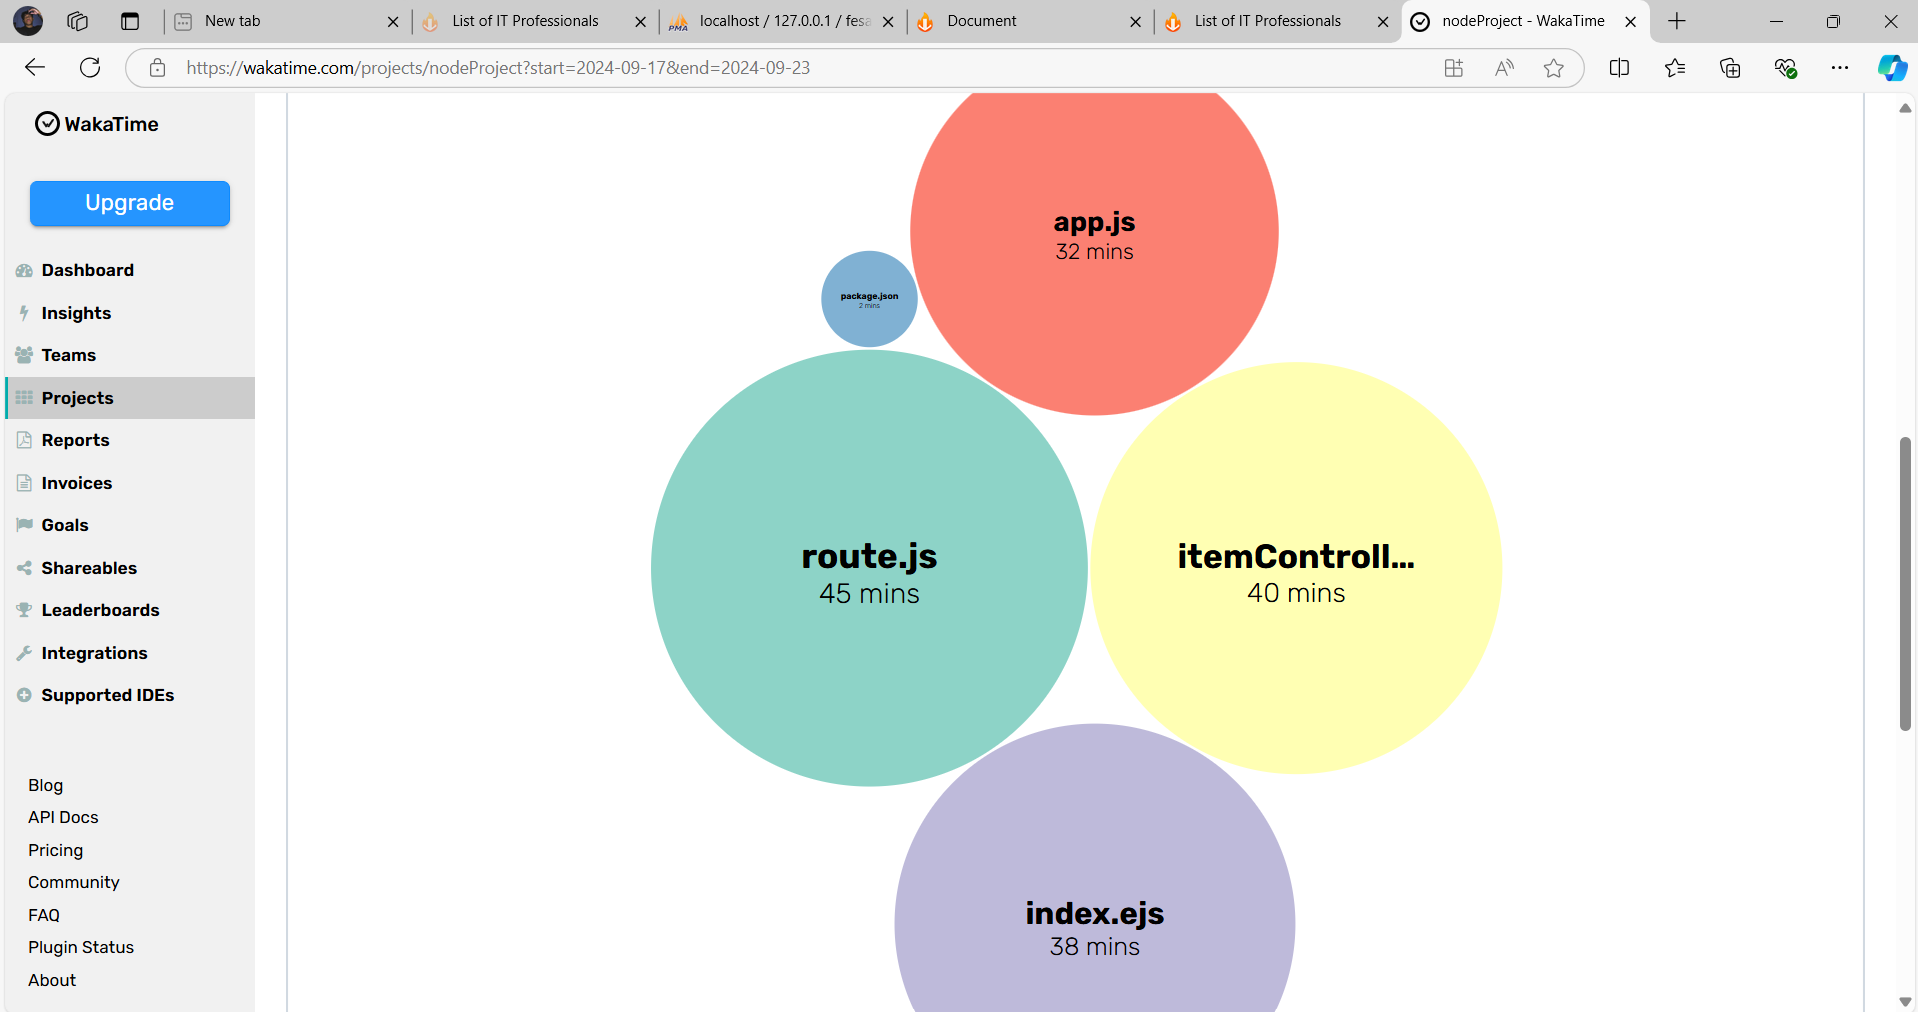 New tab
List of IT Professionals
PMA
localhost / 127.0.0.1 / fesa
Document
List of IT Professionals
nodeProject - WakaTime
https://wakatime.com/projects/nodeProject?start=2024-09-17&end=2024-09-23
WakaTime
Upgrade
Dashboard
Insights
Teams
Projects
Reports
Invoices
Goals
Shareables
Leaderboards
Integrations
Supported IDEs
Blog
API Docs
Pricing
Community
FAQ
Plugin Status
About
app.js
32 mins
package.json
2 mins
route.js
45 mins
itemControll...
40 mins
index.ejs
38 mins